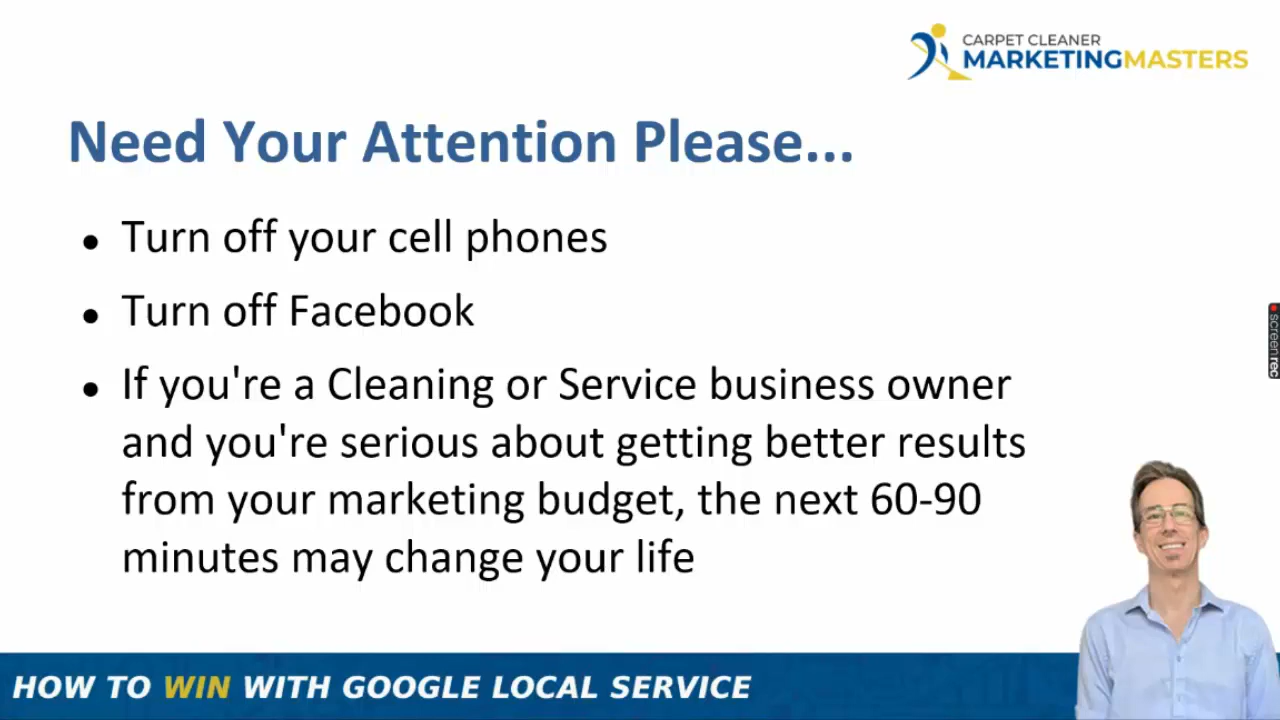 CARPET CLEANER
MARKETINGMASTERS
Need Your Attention Please...
• Turn off your cell phones
• Turn off Facebook
• If you're a Cleaning or Service business owner
and you're serious about getting better results
from your marketing budget, the next 60-90
minutes may change your life
screenrec
HOW TO WIN WITH GOOGLE LOCAL SERVICE